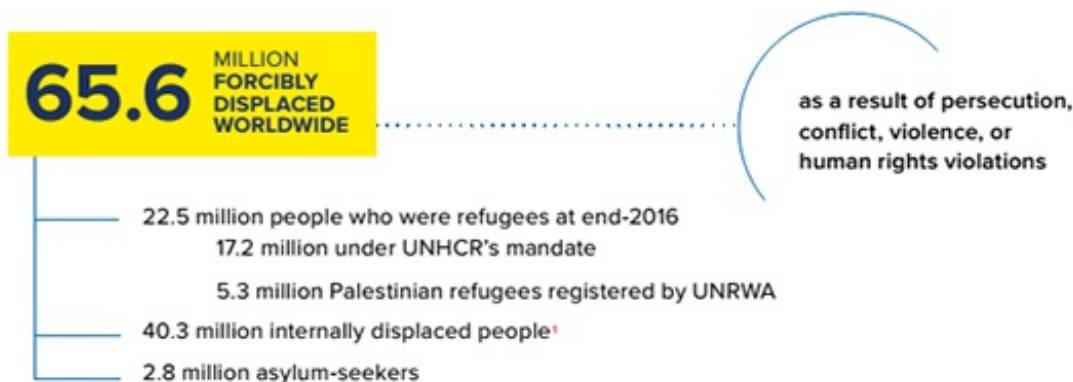 65.6 MILLION
FORCIBLY
DISPLACED
WORLDWIDE
as a result of persecution,
conflict, violence, or
human rights violations
22.5 million people who were refugees at end-2016
17.2 million under UNHCR's mandate
5.3 million Palestinian refugees registered by UNRWA
40.3 million internally displaced people¹
2.8 million asylum-seekers